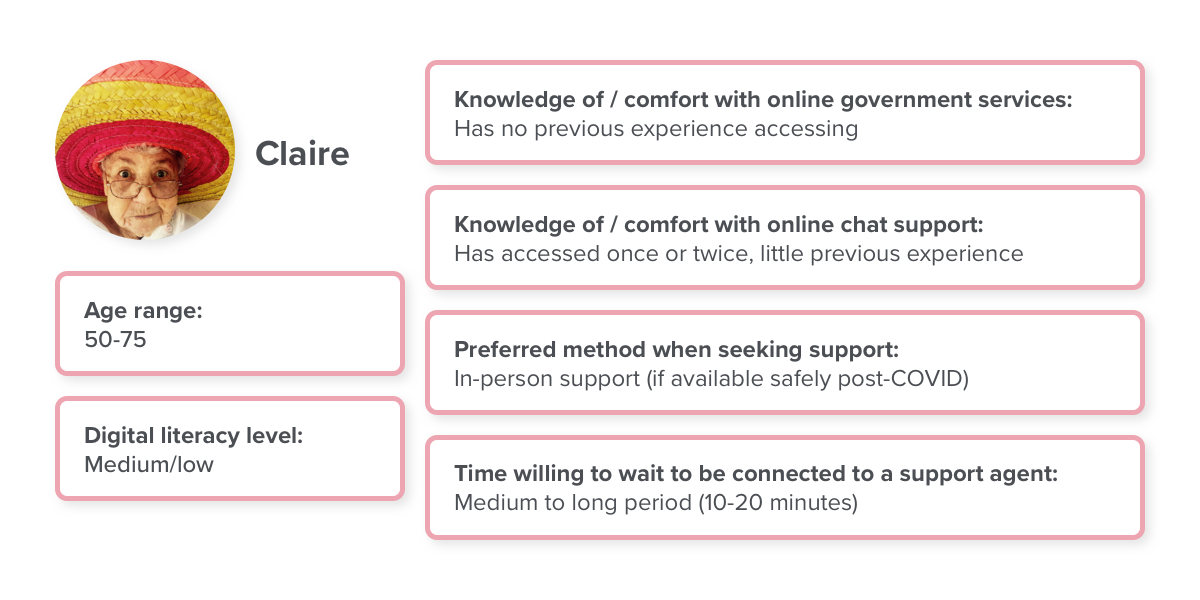 Claire
Age range:
50-75
Digital literacy level:
Medium/low
Knowledge of / comfort with online government services:
Has no previous experience accessing
Knowledge of / comfort with online chat support:
Has accessed once or twice, little previous experience
Preferred method when seeking support:
In-person support (if available safely post-COVID)
Time willing to wait to be connected to a support agent:
Medium to long period (10-20 minutes)